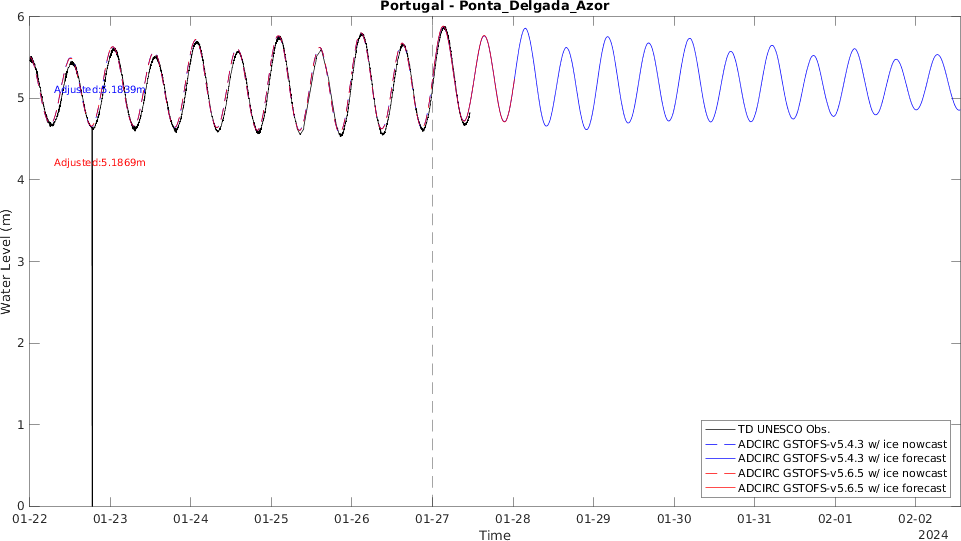 Portugal - Ponta_Delgada_Azor
6
5
4
3
2
1
0
Water Level (m)
Adjusted:5.1839m
Adjusted:5.1869m
TD UNESCO Obs.
ADCIRC GSTOFS-v5.4.3 w/ ice nowcast
ADCIRC GSTOFS-v5.4.3 w/ ice forecast
ADCIRC GSTOFS-v5.6.5 w/ ice nowcast
ADCIRC GSTOFS-v5.6.5 w/ ice forecast
01-22 01-23 01-24 01-25 01-26 01-27 01-28 01-29 01-30 01-31 02-01 02-02
Time
2024